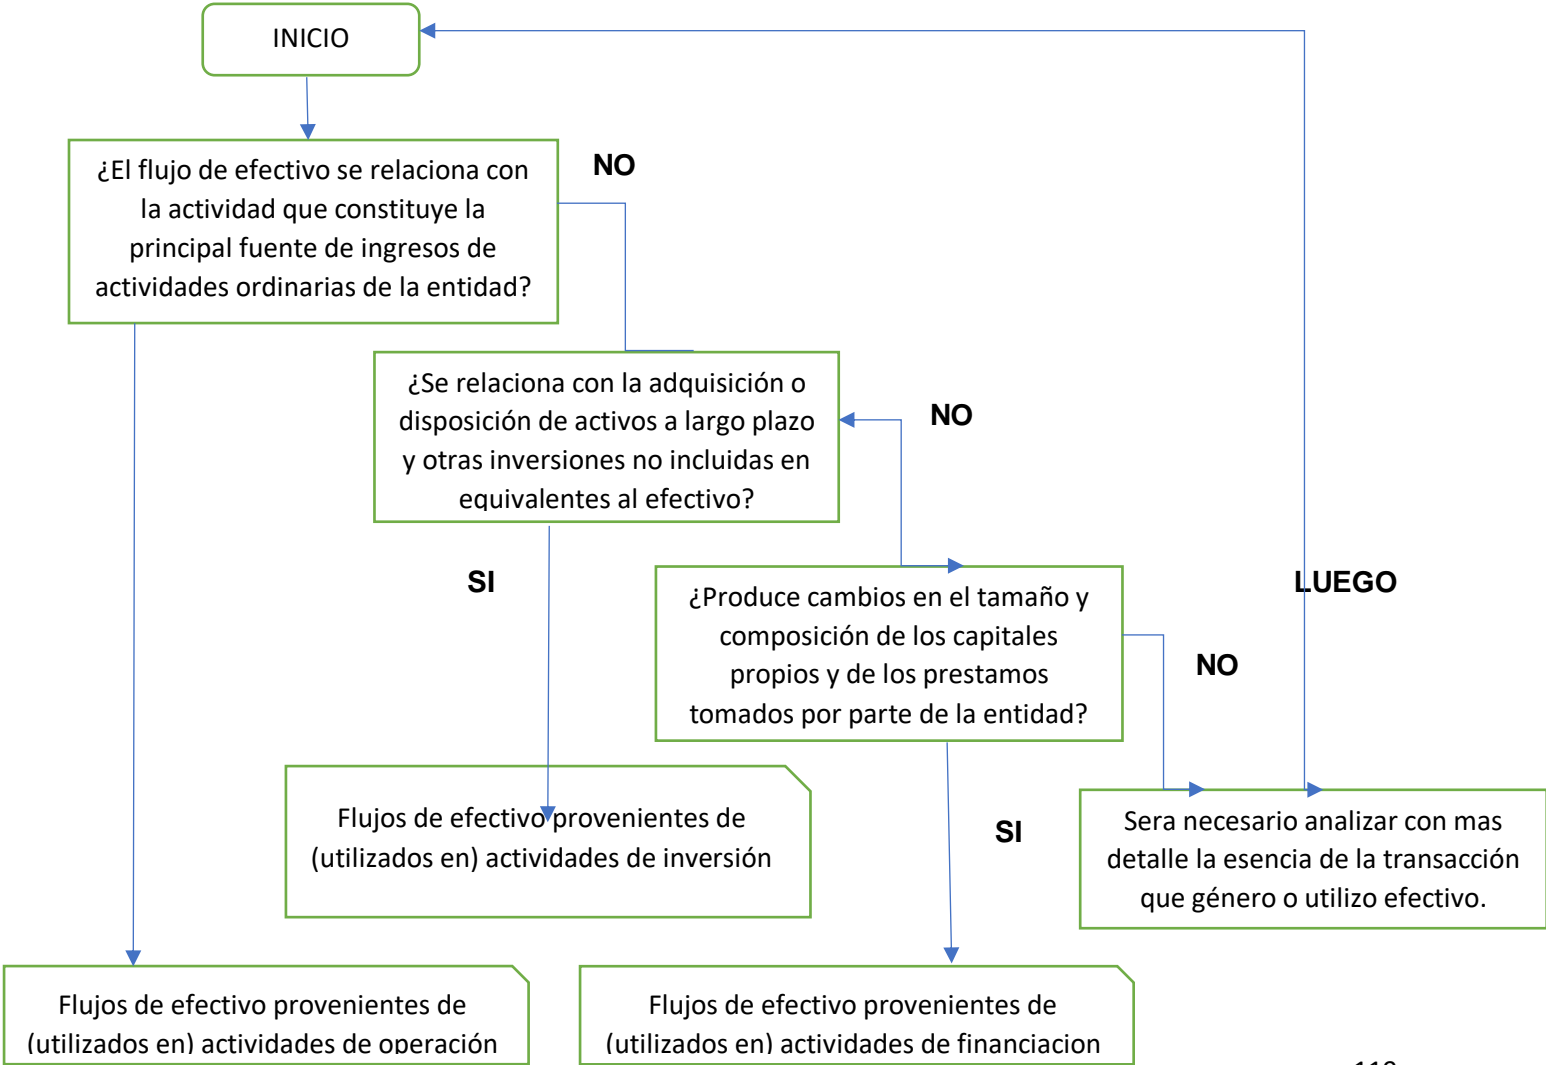 INICIO
¿El flujo de efectivo se relaciona con
la actividad que constituye la
principal fuente de ingresos de
actividades ordinarias de la entidad?
NO
¿Se relaciona con la adquisición o
disposición de activos a largo plazo
y otras inversiones no incluidas en
equivalentes al efectivo?
NO
SI
¿Produce cambios en el tamaño y
composición de los capitales
propios y de los prestamos
tomados por parte de la entidad?
LUEGO
NO
Flujos de efectivo provenientes de
(utilizados en) actividades de inversión
SI
Sera necesario analizar con mas
detalle la esencia de la transacción
que género o utilizo efectivo.
Flujos de efectivo provenientes de
(utilizados en) actividades de operación
Flujos de efectivo provenientes de
(utilizados en) actividades de financiacion